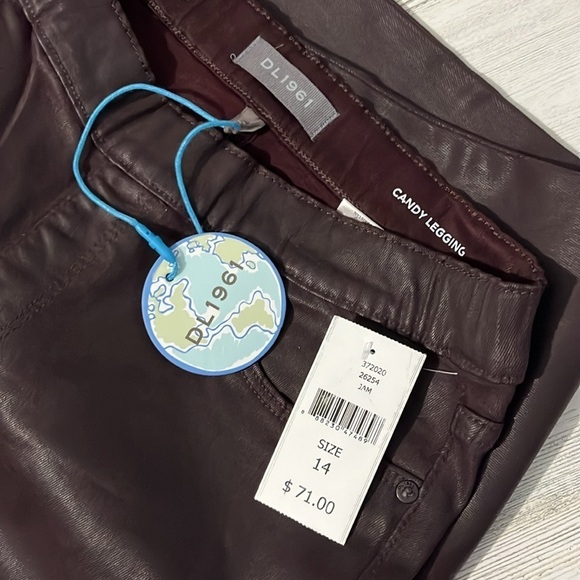 DL1961
CANDY LEGGING
DL1961
372020
26254
JAM
SIZE
14
$ 71.00